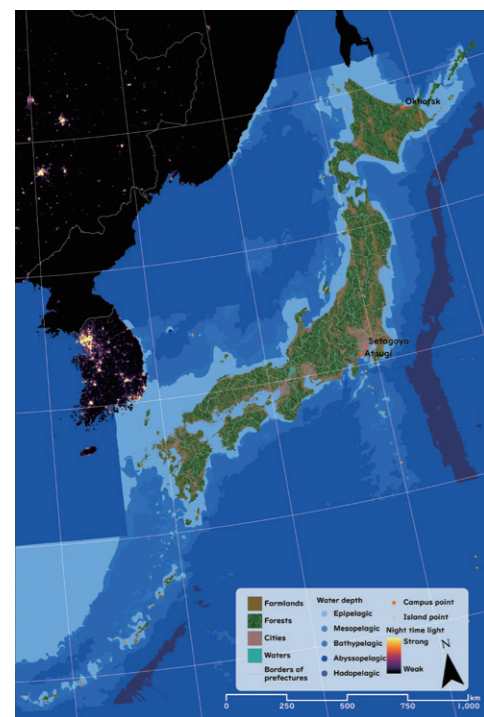 Okhorsk
Setagaya
Atsugi
Farmlands
Forests
Cities
Waters
Borders of
prefectures
Water depth
Epipelagic
Mesopelagic
Bathypelagic
Abyssopelagic
Hadopelagic
Campus point
Island point
Night time light
Strong
Weak
N
0 250 500 750 1,000
km